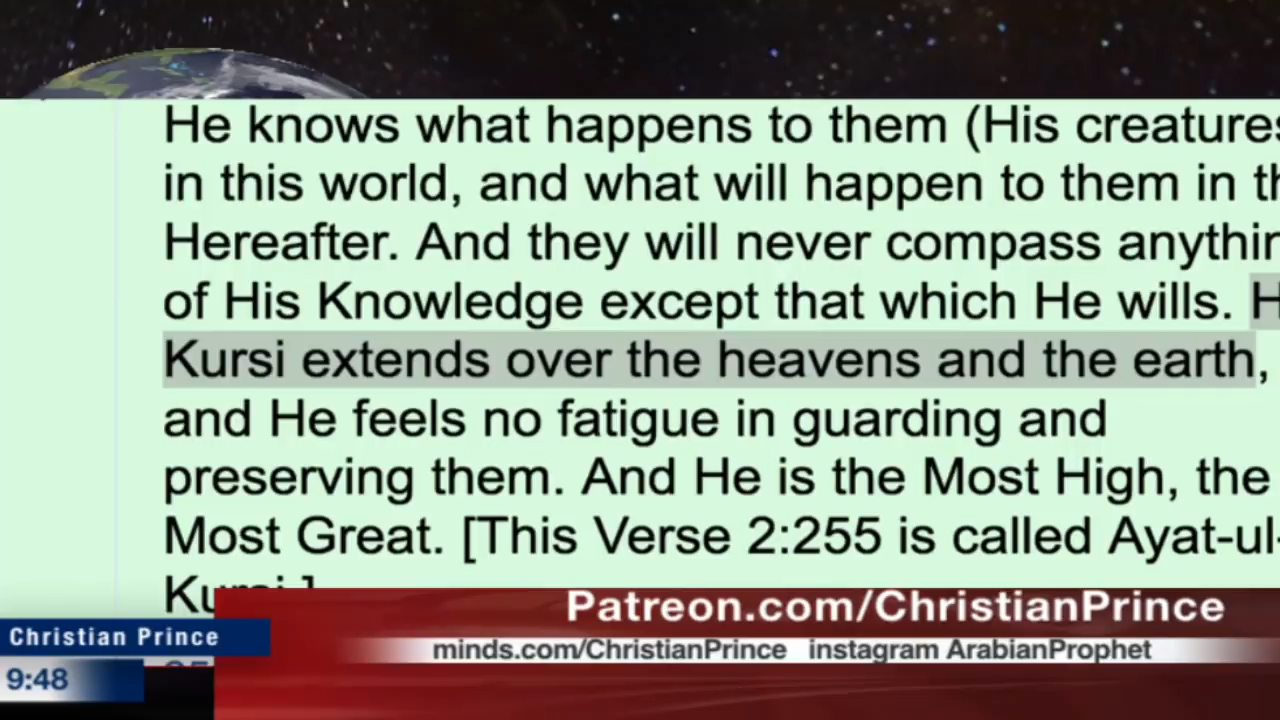 He knows what happens to them (His creatures
in this world, and what will happen to them in
Hereafter. And they will never compass
of His Knowledge except that which He wills.
Kursi extends over the heavens and the earth,
and He feels no fatigue in guarding and
preserving them. And He is the Most High, the
Most Great. [This Verse 2:255 is called Ayat-ul-
Kursi.]
Patreon.com/ChristianPrince
Christian Prince
minds.com/ChristianPrince instagram ArabianProphet
9:48